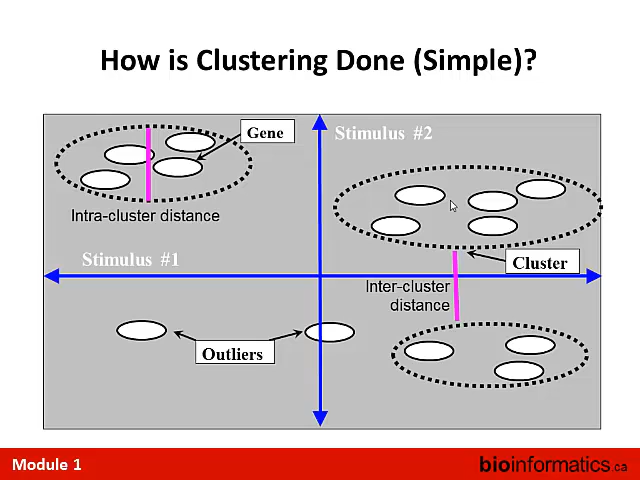 How is Clustering Done (Simple)?
Gene
Stimulus #2
Intra-cluster distance
Stimulus #1
Cluster
Inter-cluster
distance
Outliers
Module 1
bioinformatics.ca